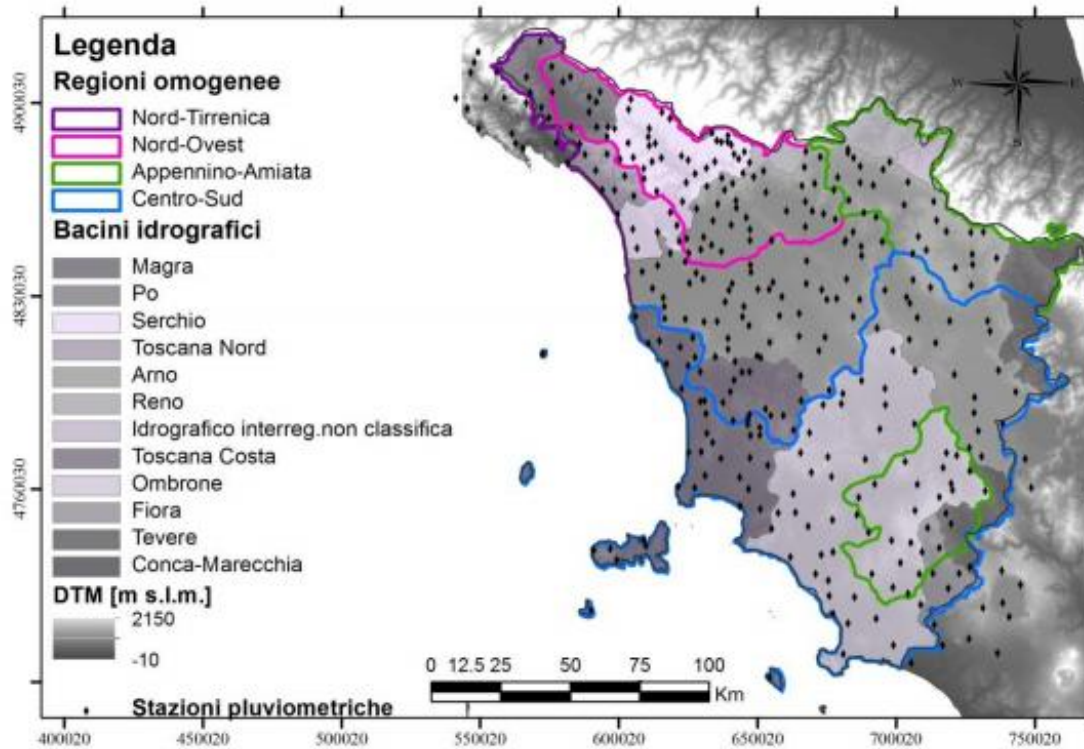 Legenda
Regioni omogenee
Nord-Tirrenica
Nord-Ovest
Appennino-Amiata
Centro-Sud
Bacini idrografici
Magra
Po
Serchio
Toscana Nord
Arno
Reno
Idrografico interreg.non classifica
Toscana Costa
Ombrone
Fiora
Tevere
Conca-Marecchia
DTM [m s.l.m.]
2150
-10
Stazioni pluviometriche
N
W
E
S
0 12.5 25 50 75 100
Km
4900030
4830030
4760030
400020 450020 500020 550020 600020 650020 700020 750020